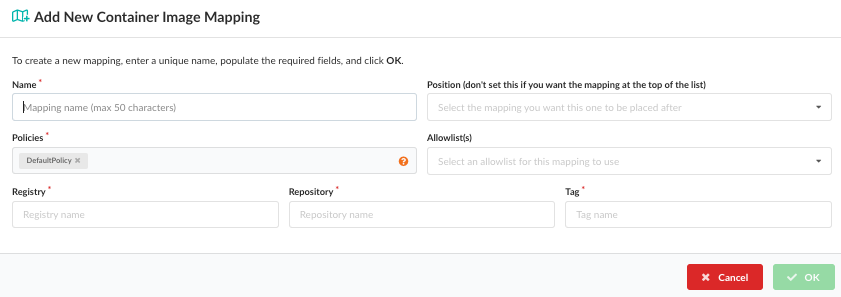 Add New Container Image Mapping
To create a new mapping, enter a unique name, populate the required fields, and click OK.
Name *
Position (don't set this if you want the mapping at the top of the list)
Mapping name (max 50 characters)
Select the mapping you want this one to be placed after
Policies *
Allowlist(s)
DefaultPolicy ×
?
Select an allowlist for this mapping to use
Registry *
Repository *
Tag *
Registry name
Repository name
Tag name
Cancel
OK